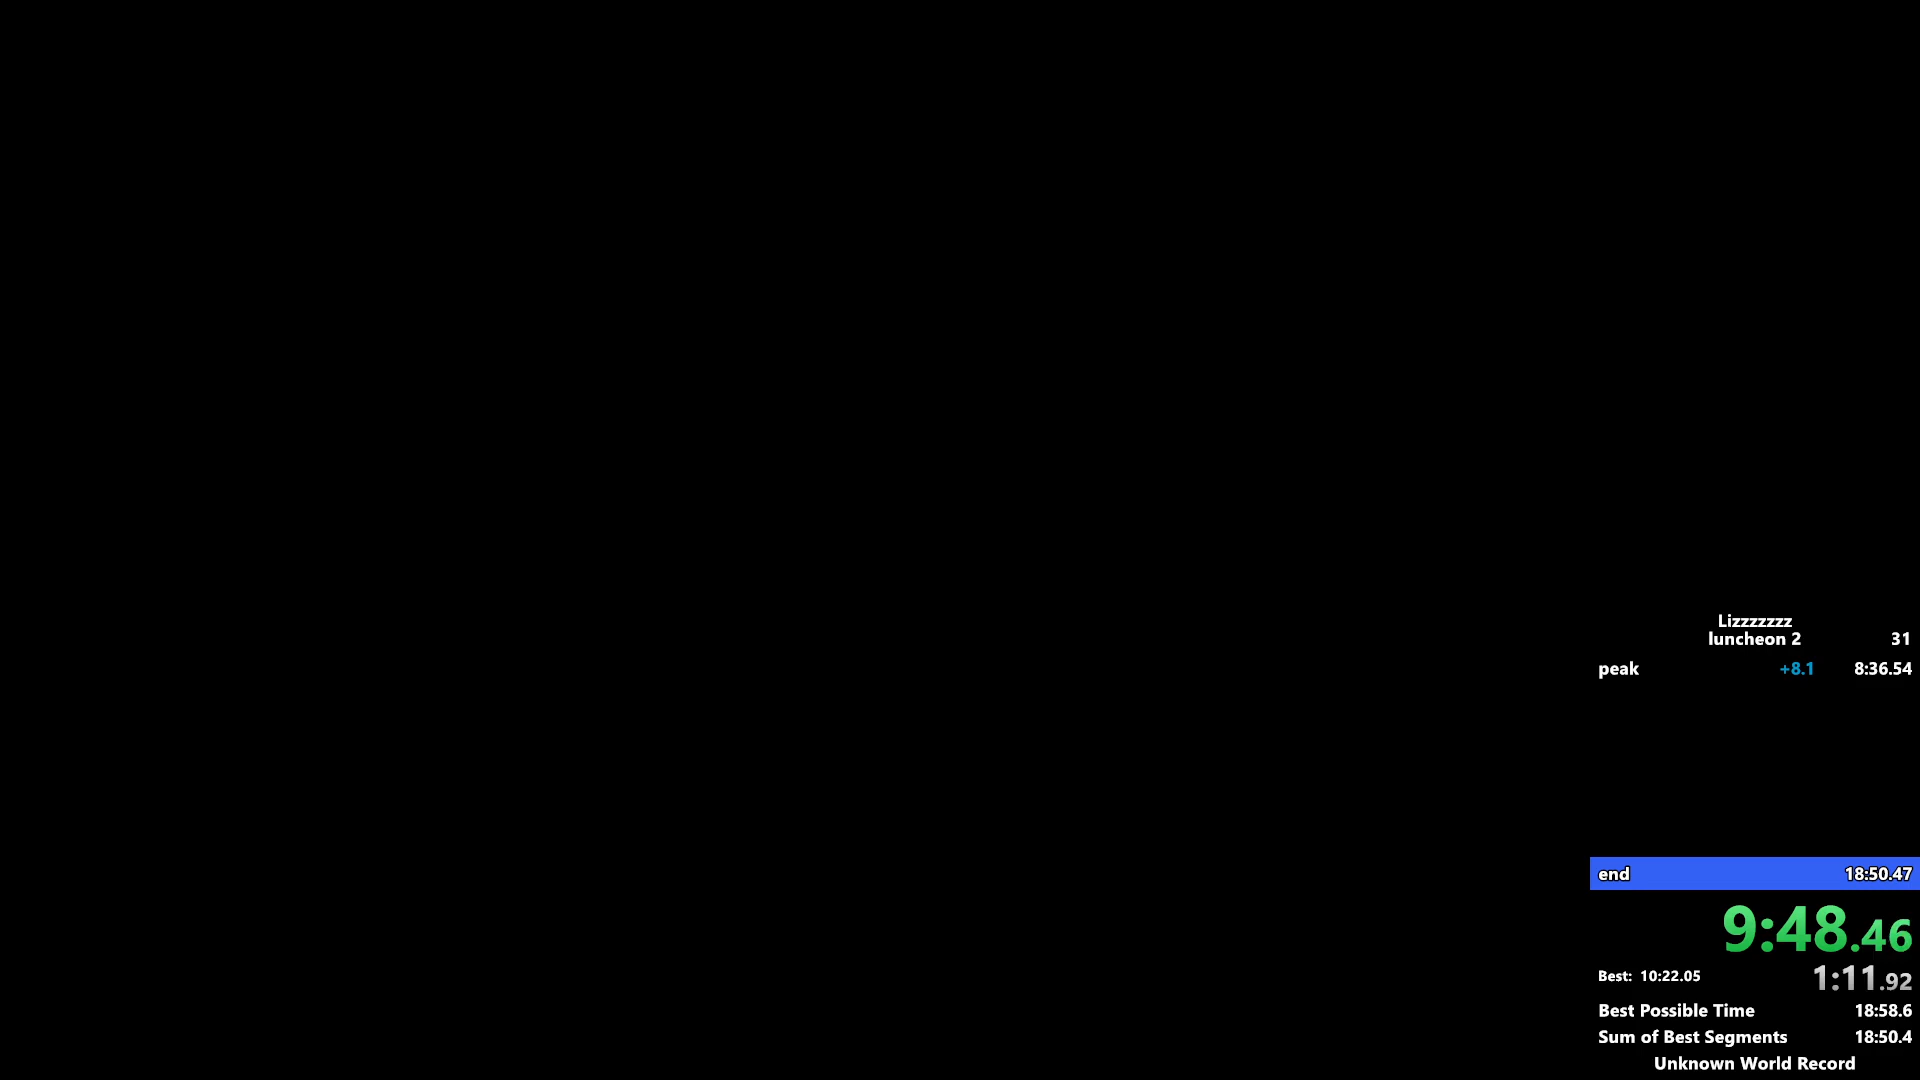 Lizzzzzzz
luncheon 2 31
peak +8.1 8:36.54
end 18:50.47
9:48.46
Best: 10:22.05 1:11.92
Best Possible Time 18:58.6
Sum of Best Segments 18:50.4
Unknown World Record